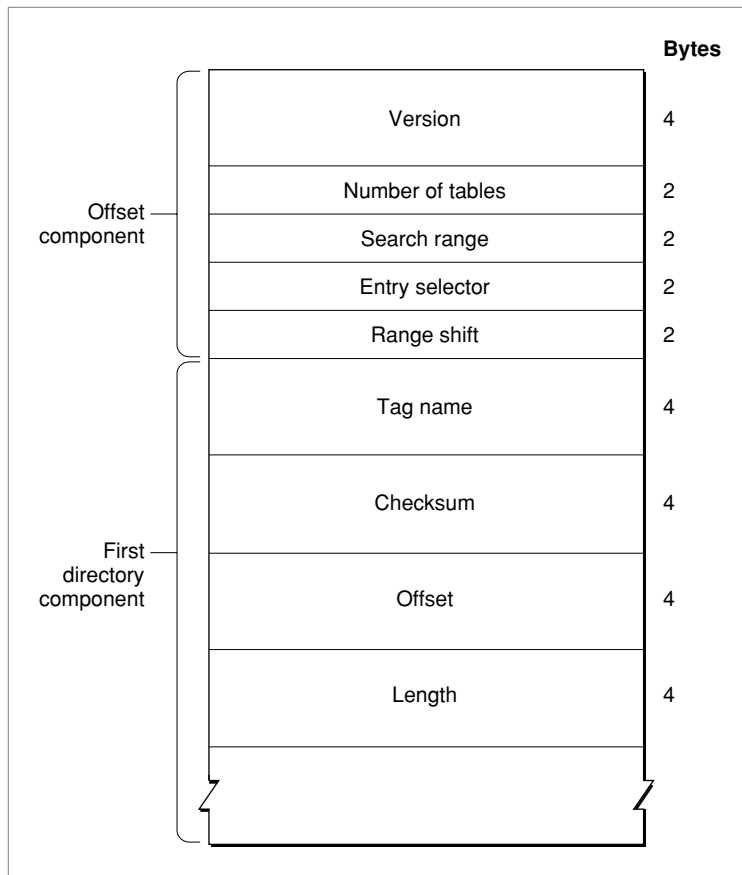 Bytes
Version 4
Number of tables 2
Offset
component
Search range 2
Entry selector 2
Range shift 2
Tag name 4
Checksum 4
First
directory
component
Offset 4
Length 4